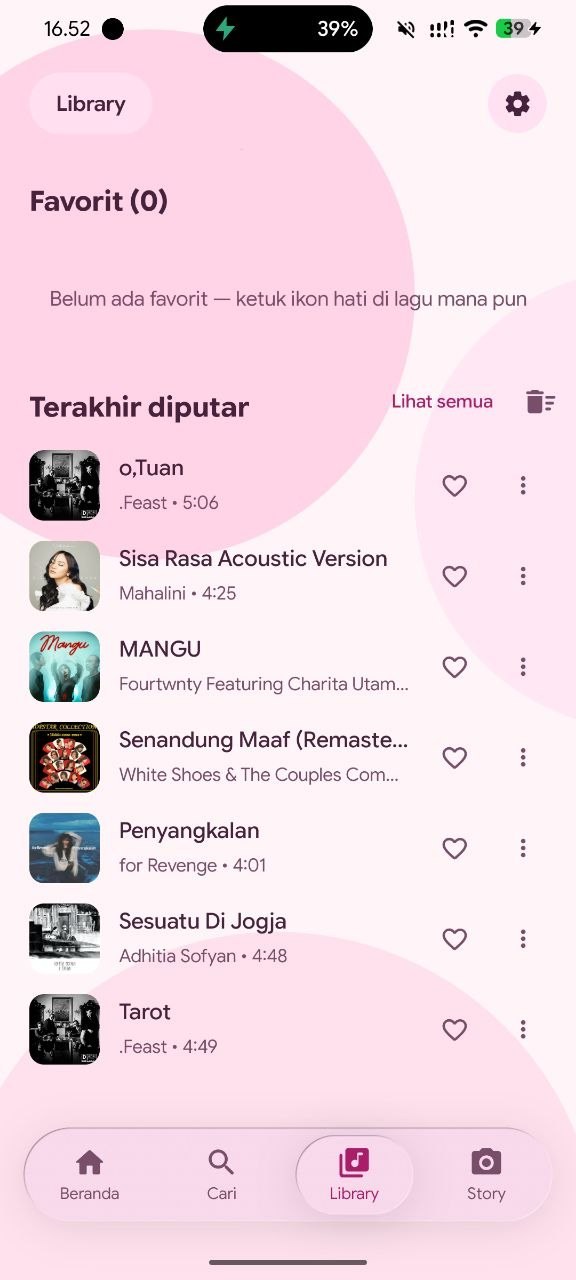 16.52
39%
39
Library
Favorit (0)
Belum ada favorit — ketuk ikon hati di lagu mana pun
Terakhir diputar
Lihat semua
o,Tuan
.Feast • 5:06
Sisa Rasa Acoustic Version
Mahalini • 4:25
Mangu
MANGU
Fourtwnty Featuring Charita Utam...
Senandung Maaf (Remaste...
White Shoes & The Couples Com...
Penyangkalan
for Revenge • 4:01
Sesuatu Di Jogja
Adhitia Sofyan • 4:48
Tarot
.Feast • 4:49
Beranda
Cari
Library
Story